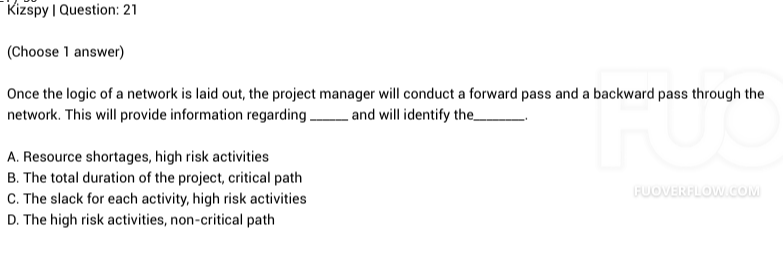 Kizspy | Question: 21
(Choose 1 answer)
Once the logic of a network is laid out, the project manager will conduct a forward pass and a backward pass through the
network. This will provide information regarding ______ and will identify the________.
A. Resource shortages, high risk activities
B. The total duration of the project, critical path
C. The slack for each activity, high risk activities
D. The high risk activities, non-critical path
FUO
FUOVERFLOW.COM